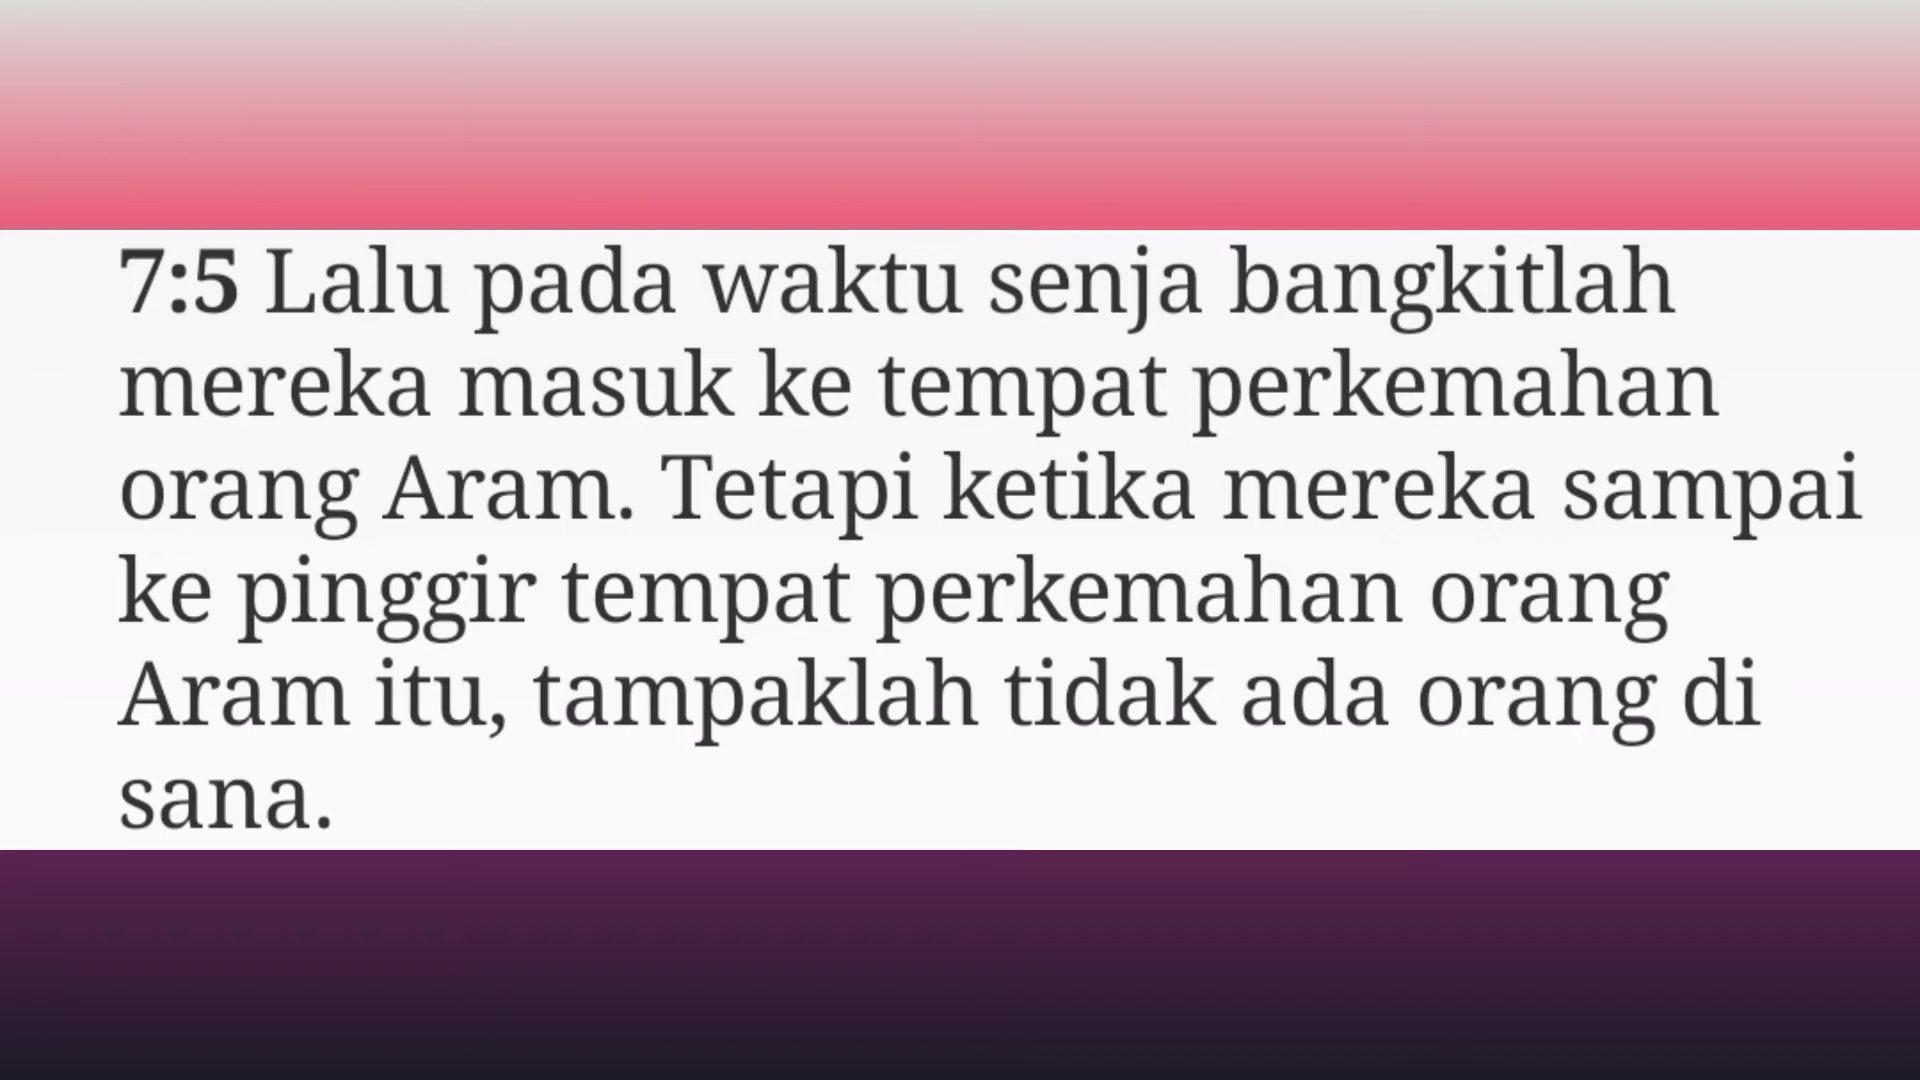 7:5 Lalu pada waktu senja bangkitlah
mereka masuk ke tempat perkemahan
orang Aram. Tetapi ketika mereka sampai
ke pinggir tempat perkemahan orang
Aram itu, tampaklah tidak ada orang di
sana.